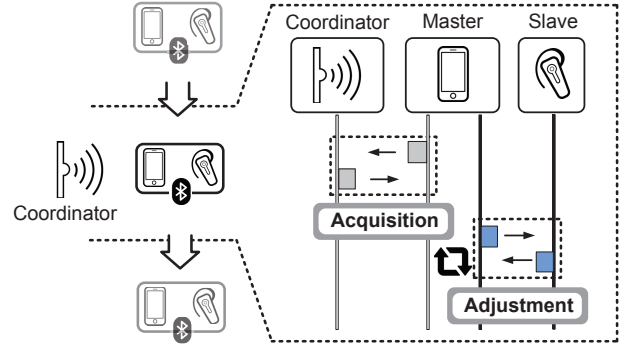 Coordinator Master Slave
Coordinator
Acquisition
Adjustment